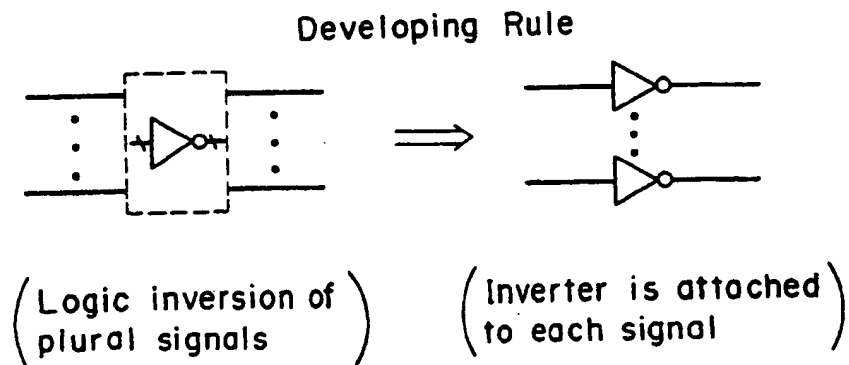 Developing Rule
(Logic inversion of
plural signals)
(Inverter is attached
to each signal)